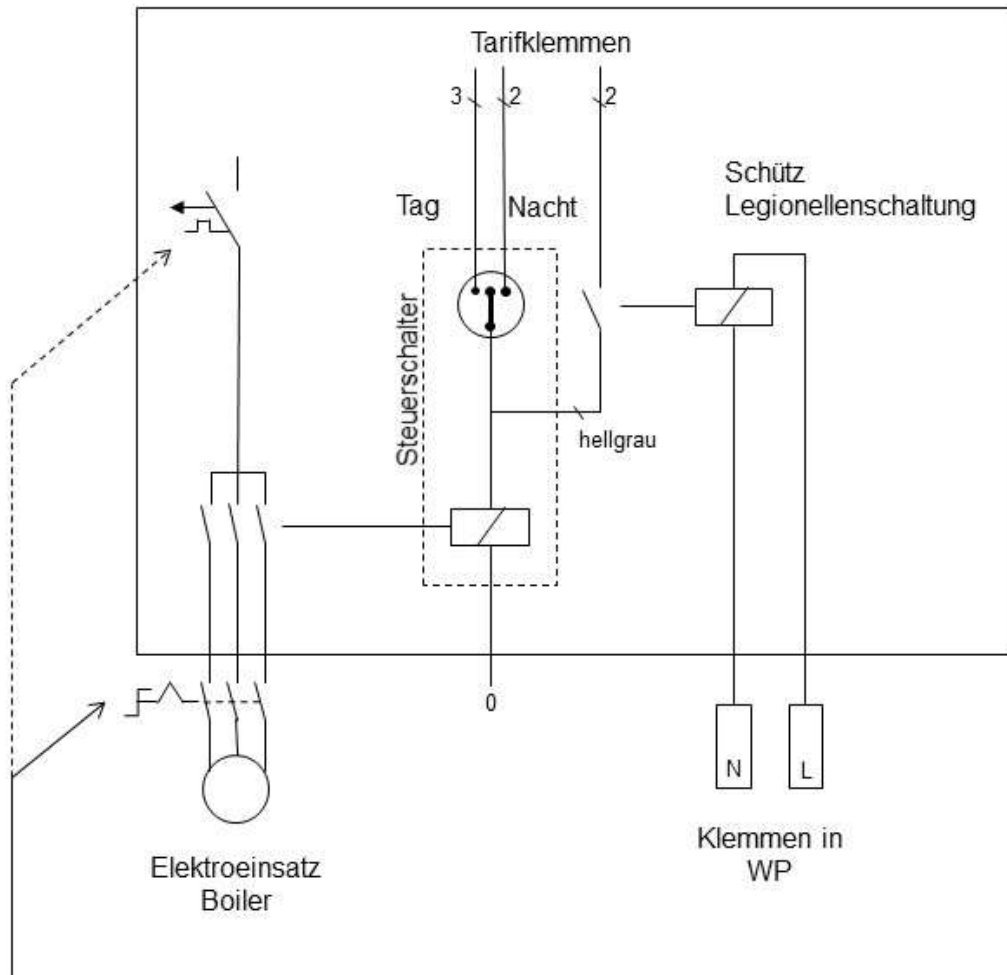 Tarifklemmen
3
2
2
Schütz
Legionellenschaltung
Tag
Nacht
Steuerschalter
hellgrau
0
N
L
Elektroeinsatz
Boiler
Klemmen in
WP